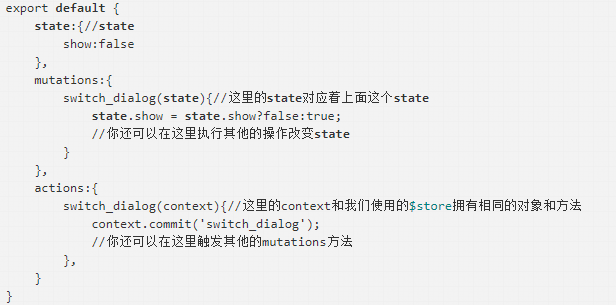 export default {
    state:{//state
        show:false
    },
    mutations:{
        switch_dialog(state){//这里的state对应着上面这个state
            state.show = state.show?false:true;
            //你还可以在这里执行其他的操作改变state
        }
    },
    actions:{
        switch_dialog(context){//这里的context和我们使用的$store拥有相同的对象和方法
            context.commit('switch_dialog');
            //你还可以在这里触发其他的mutations方法
        },
    }
}